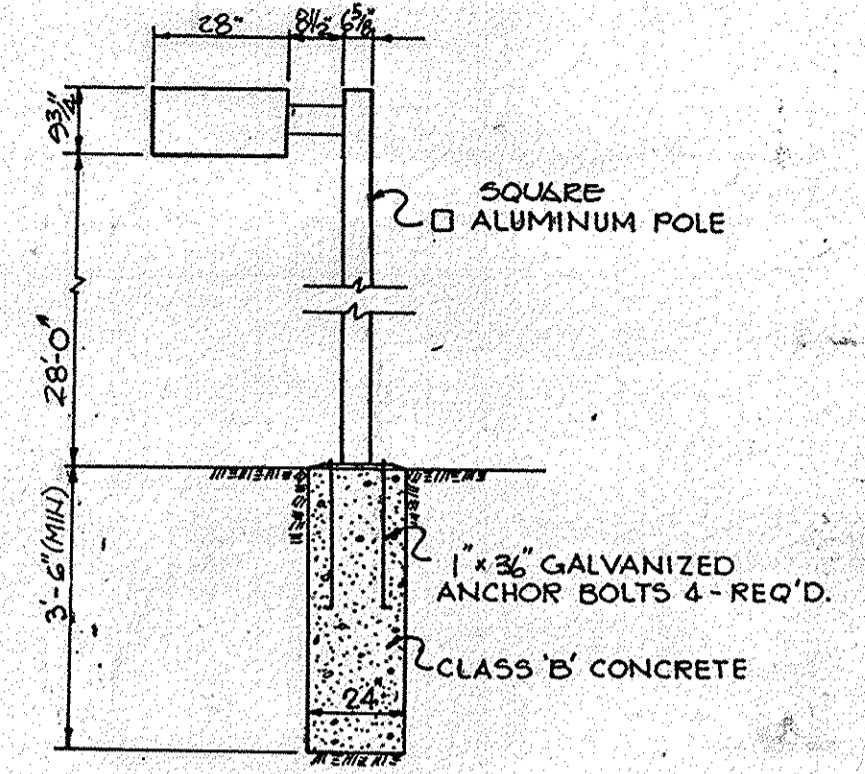 28"
8½"
6⅝"
9¾"
SQUARE
ALUMINUM POLE
28'-0"
3'-6" (MIN)
1" x 36" GALVANIZED
ANCHOR BOLTS 4-REQ'D.
CLASS 'B' CONCRETE
24"